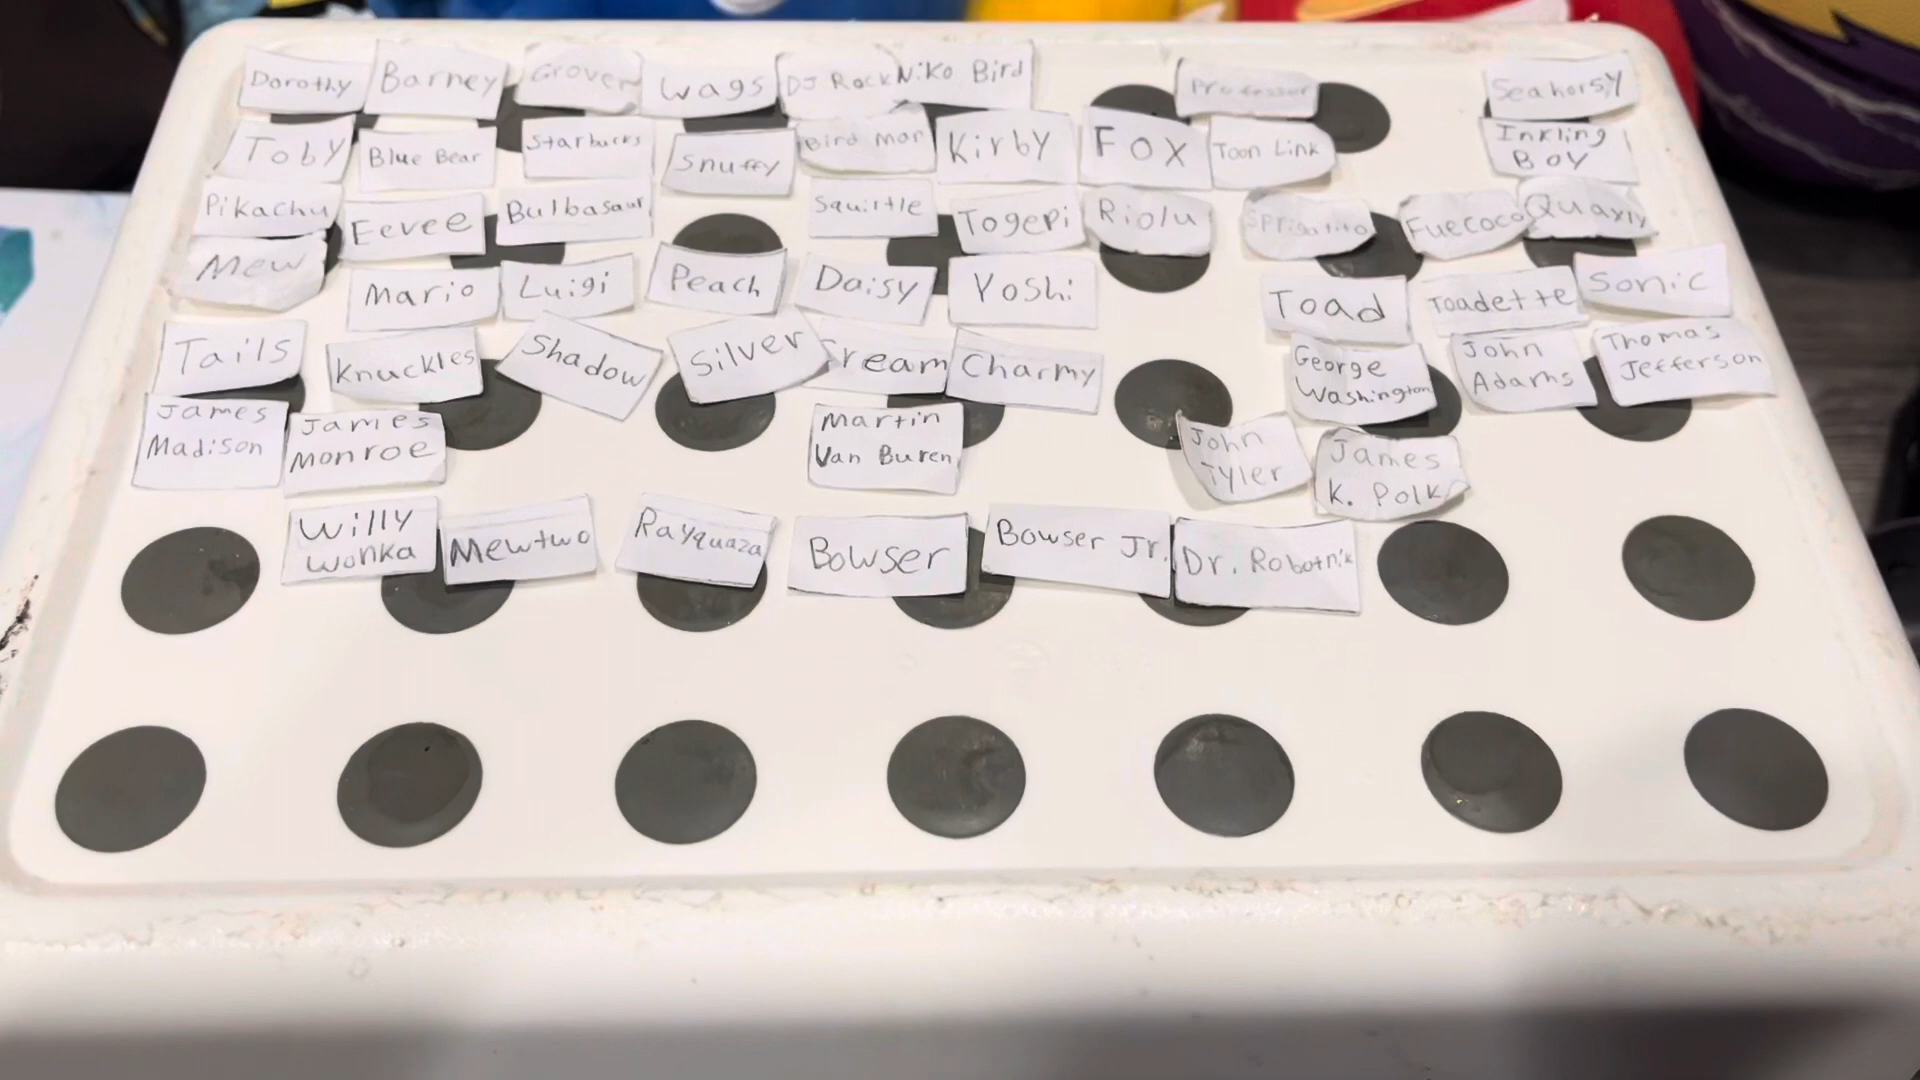 Dorothy
Barney
Grover
Wags
DJ Rock
Niko Bird
Professor
Seahorsy
Toby
Blue Bear
Starbucks
Snuffy
Bird Man
Kirby
Fox
Toon Link
Inkling
Boy
Pikachu
Eevee
Bulbasaur
Squirtle
Togepi
Riolu
Sprigatito
Fuecoco
Quaxly
Mew
Mario
Luigi
Peach
Daisy
Yoshi
Toad
Toadette
Sonic
Tails
Knuckles
Shadow
Silver
Cream
Charmy
George
Washington
John
Adams
Thomas
Jefferson
James
Madison
James
Monroe
Martin
Van Buren
John
Tyler
James
K. Polk
Willy
Wonka
Mewtwo
Rayquaza
Bowser
Bowser Jr.
Dr. Robotnik